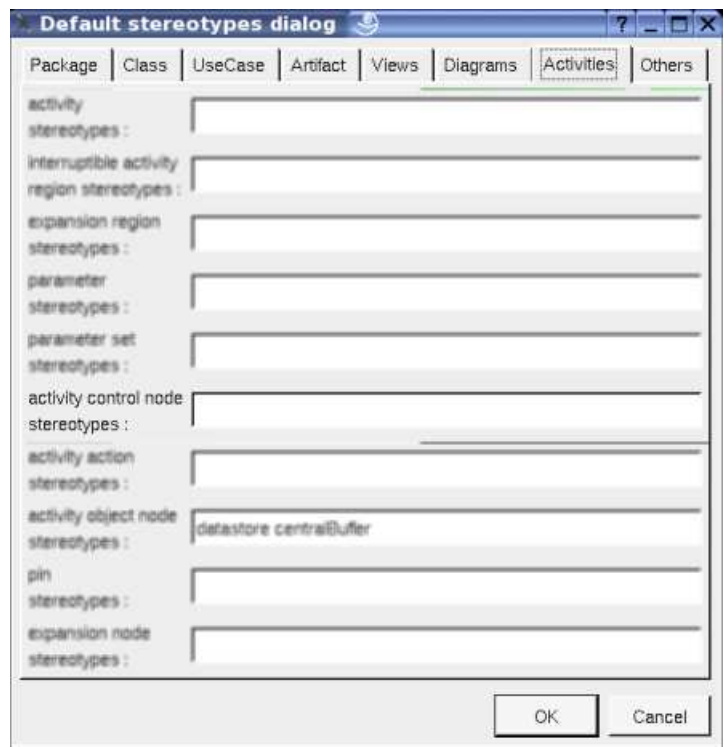 Default stereotypes dialog
Package Class UseCase Artifact Views Diagrams Activities Others
activity
stereotypes :
interruptible activity
region stereotypes :
expansion region
stereotypes :
parameter
stereotypes :
parameter set
stereotypes :
activity control node
stereotypes :
activity action
stereotypes :
activity object node
stereotypes :
datastore centralBuffer
pin
stereotypes :
expansion node
stereotypes :
OK Cancel